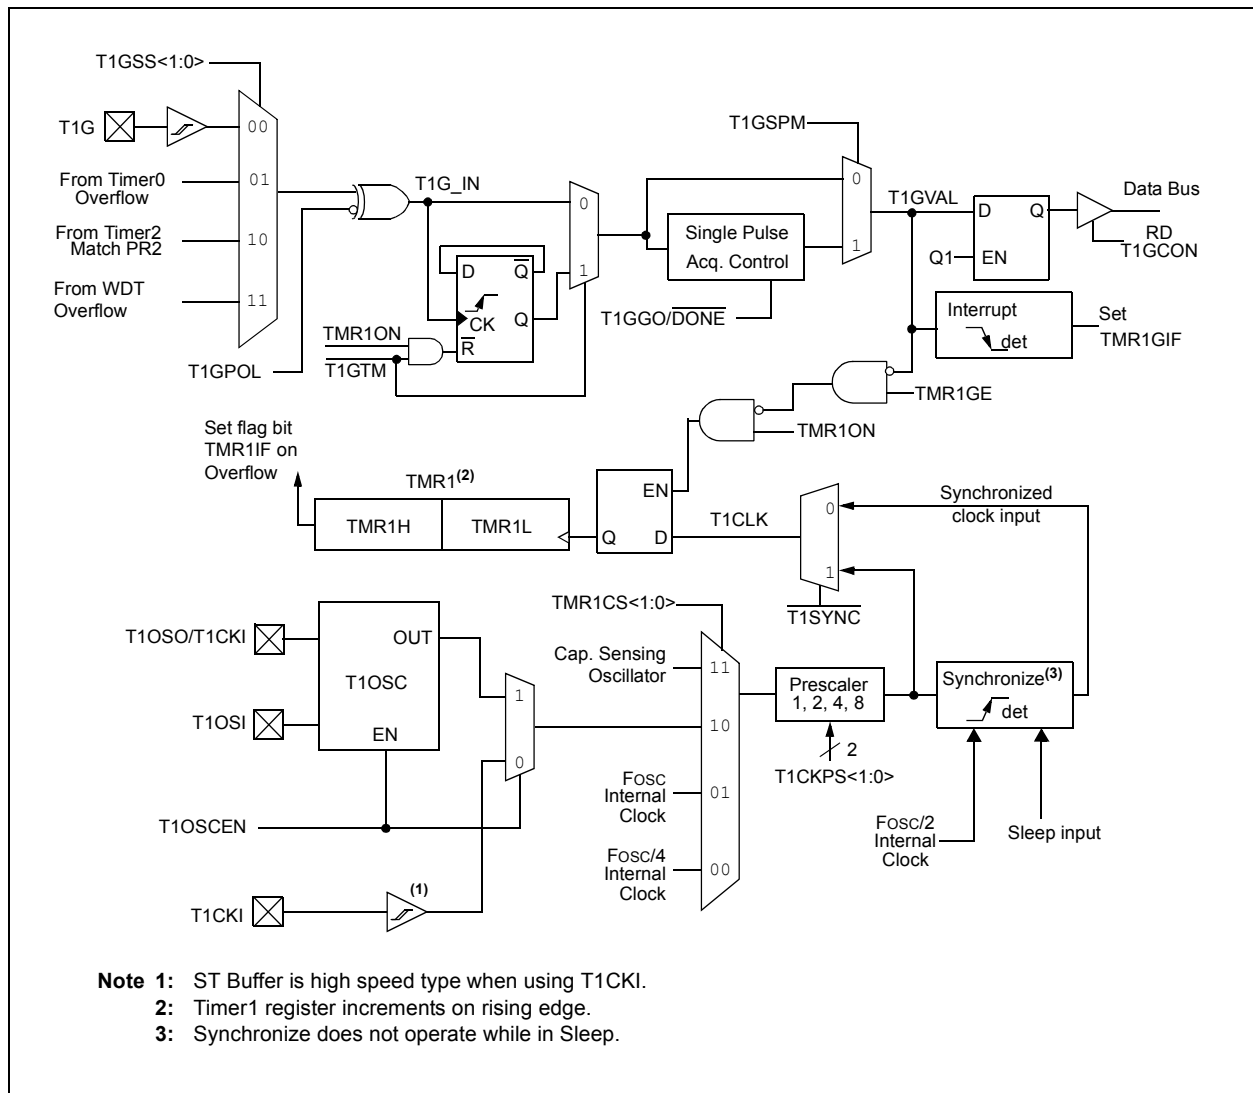 T1GSS<1:0>
T1G
00
From Timer0
Overflow
01
From Timer2
Match PR2
10
From WDT
Overflow
11
T1GPOL
T1G_IN
D
Q
CK
Q
R
TMR1ON
T1GTM
0
1
Single Pulse
Acq. Control
T1GGO/DONE
T1GSPM
0
1
T1GVAL
D
Q
Q1
EN
Data Bus
RD
T1GCON
Interrupt
det
Set
TMR1GIF
TMR1GE
TMR1ON
Set flag bit
TMR1IF on
Overflow
TMR1(2)
TMR1H
TMR1L
EN
Q
D
T1CLK
0
1
T1SYNC
Synchronized
clock input
T1OSO/T1CKI
OUT
T1OSC
T1OSI
EN
1
0
T1OSCEN
T1CKI
(1)
TMR1CS<1:0>
Cap. Sensing
Oscillator
11
10
FOSC
Internal
Clock
01
FOSC/4
Internal
Clock
00
Prescaler
1, 2, 4, 8
2
T1CKPS<1:0>
Synchronize(3)
det
FOSC/2
Internal
Clock
Sleep input
Note 1: ST Buffer is high speed type when using T1CKI.
2: Timer1 register increments on rising edge.
3: Synchronize does not operate while in Sleep.